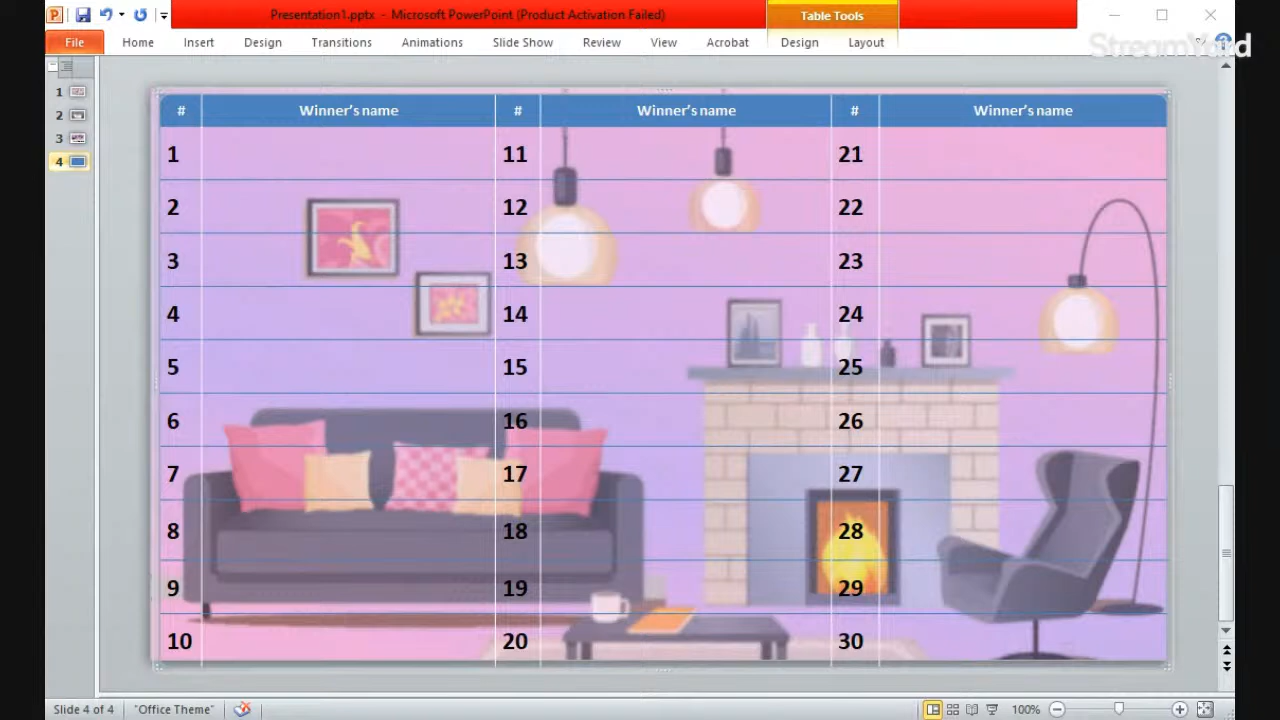 Presentation1.pptx - Microsoft PowerPoint (Product Activation Failed)
Table Tools
File Home Insert Design Transitions Animations Slide Show Review View Acrobat Design Layout
StreamYard
1
2
3
4
# Winner's name # Winner's name # Winner's name
1 11 21
2 12 22
3 13 23
4 14 24
5 15 25
6 16 26
7 17 27
8 18 28
9 19 29
10 20 30
Slide 4 of 4 "Office Theme" 100%